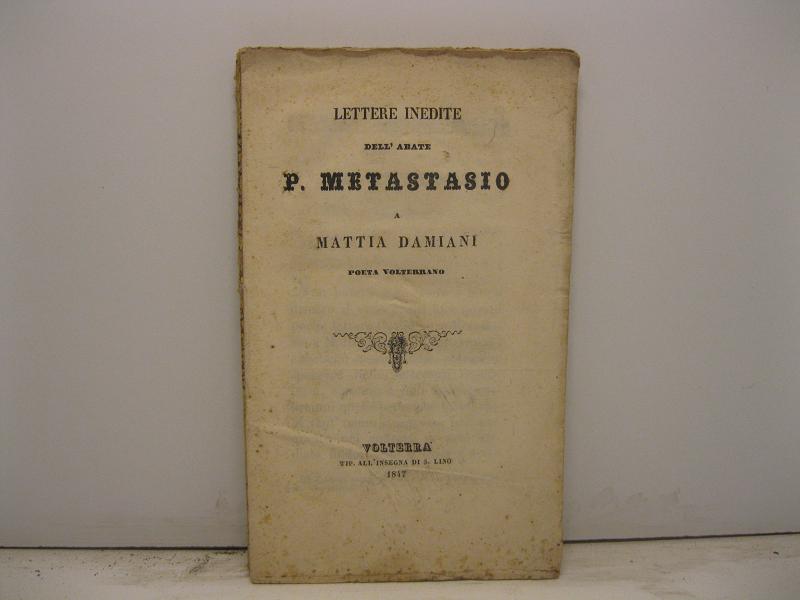 LETTERE INEDITE
DELL' ABATE
P. METASTASIO
A
MATTIA DAMIANI
POETA VOLTERRANO
VOLTERRA
TIP. ALL'INSEGNA DI S. LINO
1847